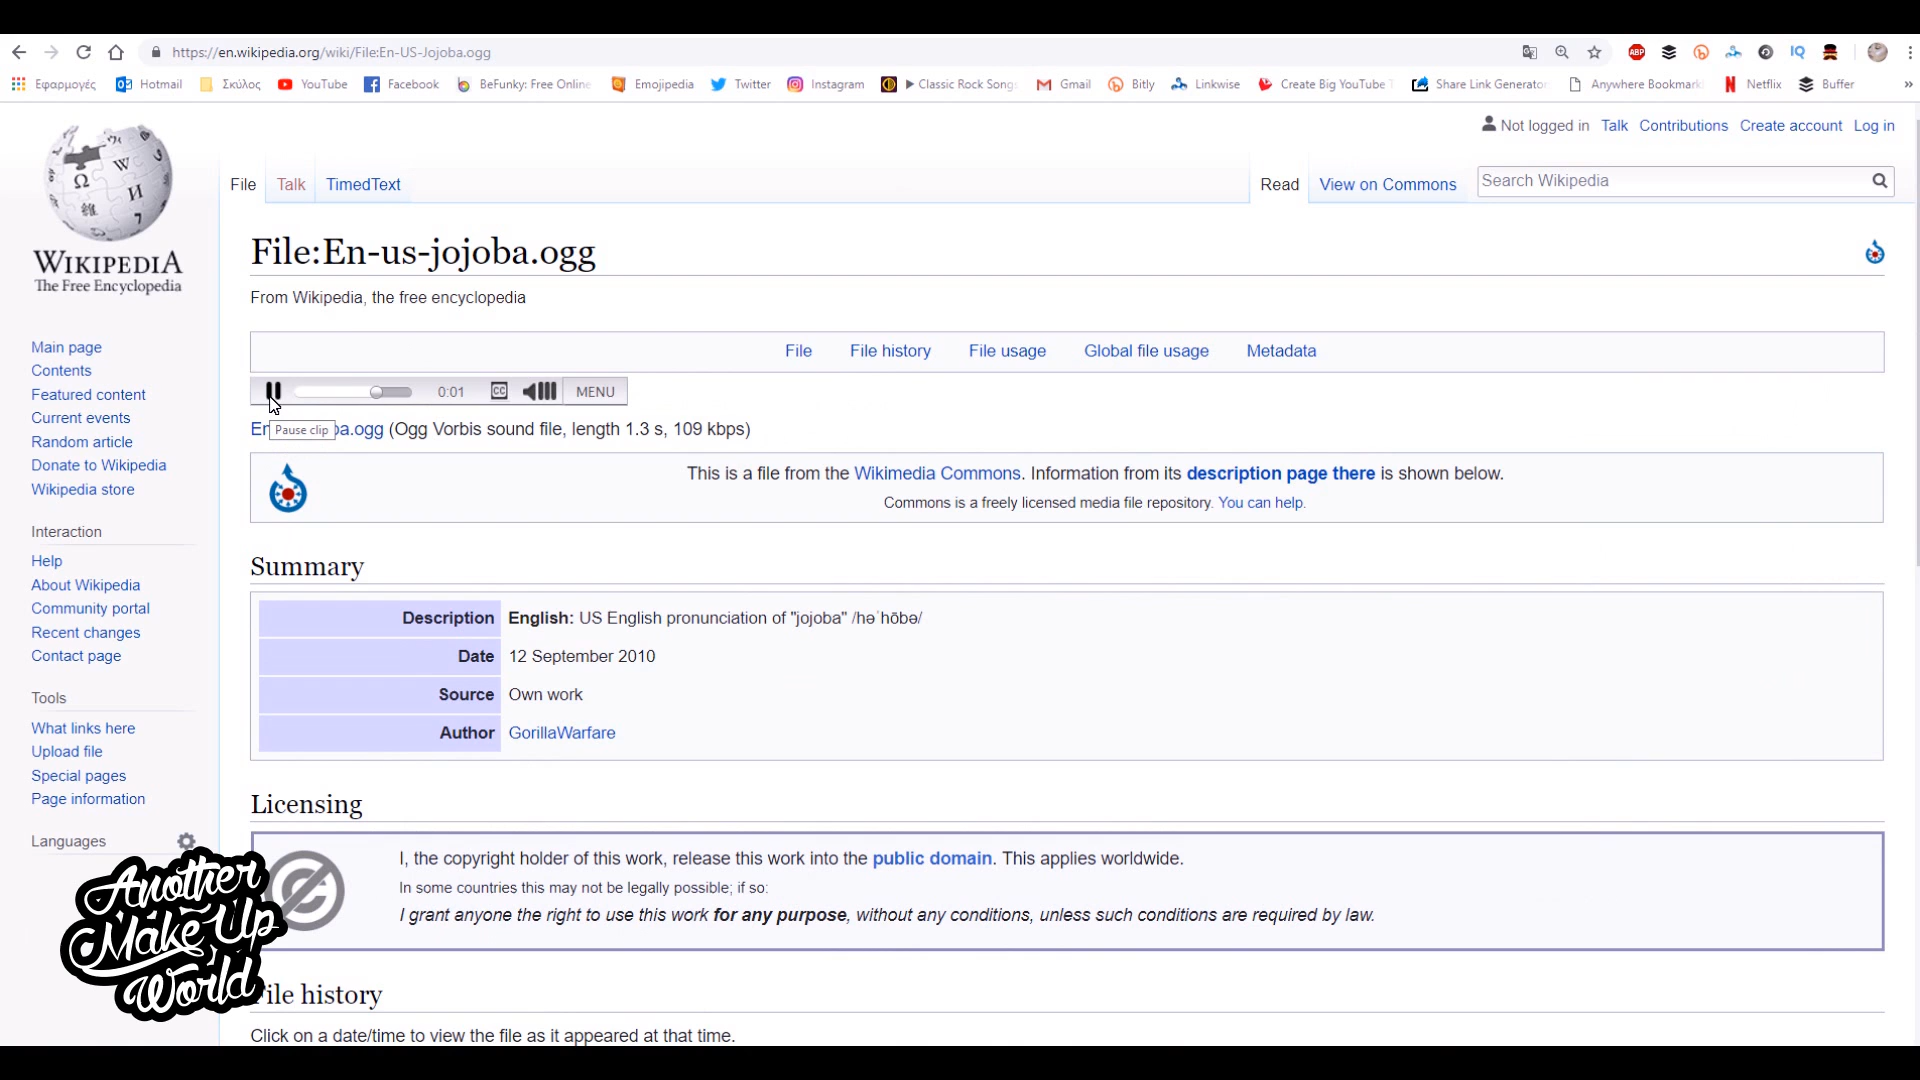 https://en.wikipedia.org/wiki/File:En-US-Jojoba.ogg
ABP
IQ
Εφαρμογές Hotmail Σκύλος YouTube Facebook BeFunky: Free Online Emojipedia Twitter Instagram ▶ Classic Rock Songs Gmail Bitly Linkwise Create Big YouTube T Share Link Generator Anywhere Bookmark Netflix Buffer »
Not logged in Talk Contributions Create account Log in
File Talk TimedText Read View on Commons Search Wikipedia
WIKIPEDIA
The Free Encyclopedia
File:En-us-jojoba.ogg
From Wikipedia, the free encyclopedia
File File history File usage Global file usage Metadata
0:01 CC MENU
Pause clip
ba.ogg (Ogg Vorbis sound file, length 1.3 s, 109 kbps)
This is a file from the Wikimedia Commons. Information from its description page there is shown below.
Commons is a freely licensed media file repository. You can help.
Summary
Description English: US English pronunciation of "jojoba" /həˈhōbə/
Date 12 September 2010
Source Own work
Author GorillaWarfare
Licensing
I, the copyright holder of this work, release this work into the public domain. This applies worldwide.
In some countries this may not be legally possible; if so:
I grant anyone the right to use this work for any purpose, without any conditions, unless such conditions are required by law.
File history
Click on a date/time to view the file as it appeared at that time.
Main page
Contents
Featured content
Current events
Random article
Donate to Wikipedia
Wikipedia store
Interaction
Help
About Wikipedia
Community portal
Recent changes
Contact page
Tools
What links here
Upload file
Special pages
Page information
Languages
Another
Make Up
World